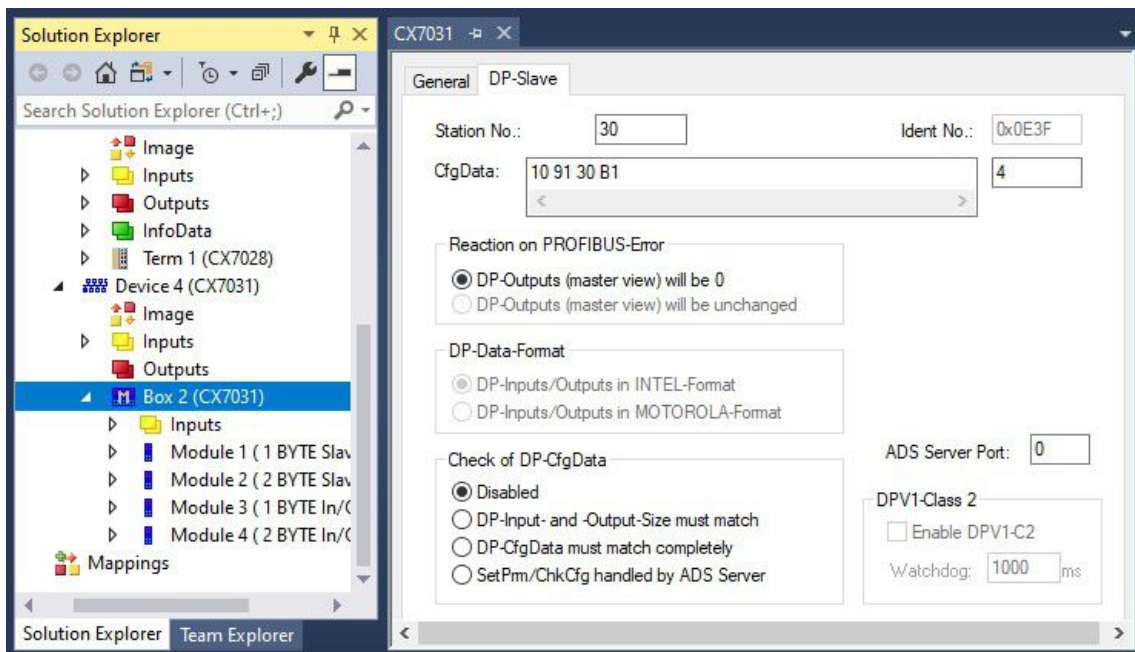 Solution Explorer
Search Solution Explorer (Ctrl+;)
Image
Inputs
Outputs
InfoData
Term 1 (CX7028)
Device 4 (CX7031)
Image
Inputs
Outputs
Box 2 (CX7031)
Inputs
Module 1 ( 1 BYTE Slav
Module 2 ( 2 BYTE Slav
Module 3 ( 1 BYTE In/O
Module 4 ( 2 BYTE In/O
Mappings
Solution Explorer Team Explorer
CX7031
General DP-Slave
Station No.: 30 Ident No.: 0x0E3F
CfgData: 10 91 30 B1 4
Reaction on PROFIBUS-Error
DP-Outputs (master view) will be 0
DP-Outputs (master view) will be unchanged
DP-Data-Format
DP-Inputs/Outputs in INTEL-Format
DP-Inputs/Outputs in MOTOROLA-Format
Check of DP-CfgData
Disabled
DP-Input- and -Output-Size must match
DP-CfgData must match completely
SetPrm/ChkCfg handled by ADS Server
ADS Server Port: 0
DPV1-Class 2
Enable DPV1-C2
Watchdog: 1000 ms